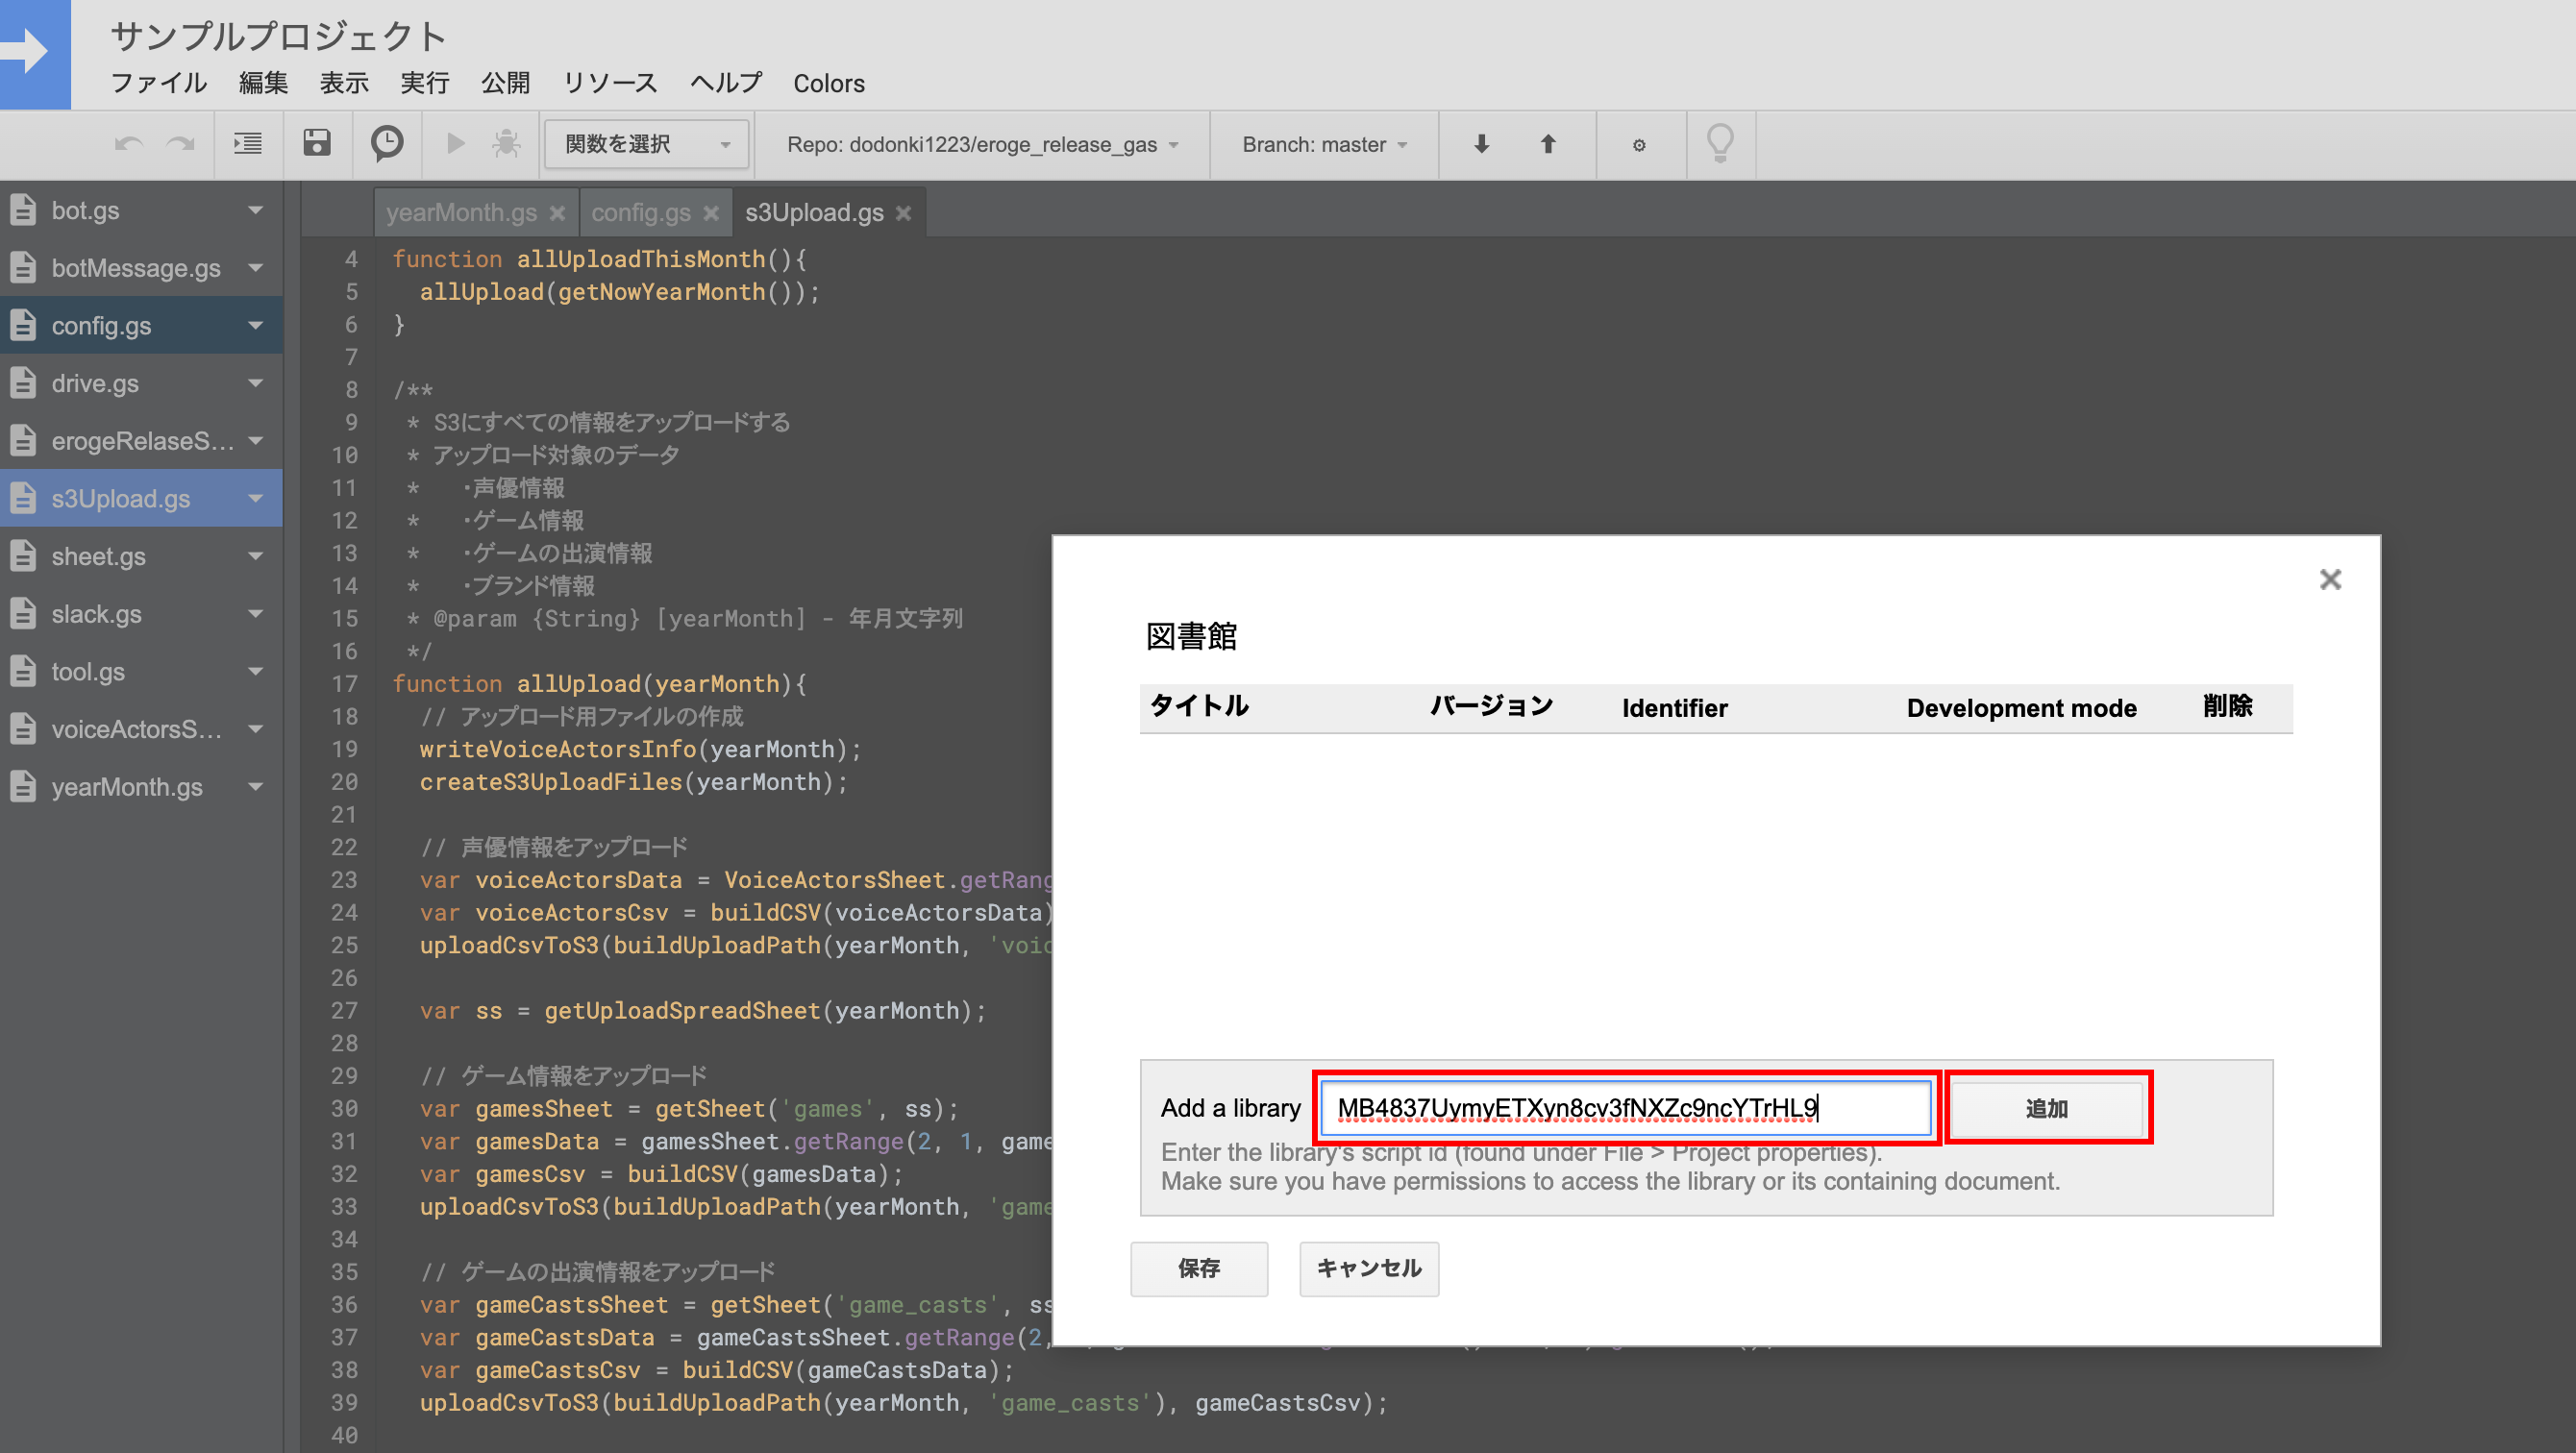 サンプルプロジェクト
ファイル 編集 表示 実行 公開 リソース ヘルプ Colors
関数を選択 Repo: dodonki1223/eroge_release_gas Branch: master
bot.gs
botMessage.gs
config.gs
drive.gs
erogeRelaseS...
s3Upload.gs
sheet.gs
slack.gs
tool.gs
voiceActorsS...
yearMonth.gs
yearMonth.gs × config.gs × s3Upload.gs ×
4 function allUploadThisMonth(){
5 allUpload(getNowYearMonth());
6 }
7
8 /**
9 * S3にすべての情報をアップロードする
10 * アップロード対象のデータ
11 * ・声優情報
12 * ・ゲーム情報
13 * ・ゲームの出演情報
14 * ・ブランド情報
15 * @param {String} [yearMonth] - 年月文字列
16 */
17 function allUpload(yearMonth){
18 // アップロード用ファイルの作成
19 writeVoiceActorsInfo(yearMonth);
20 createS3UploadFiles(yearMonth);
21
22 // 声優情報をアップロード
23 var voiceActorsData = VoiceActorsSheet.getRang
24 var voiceActorsCsv = buildCSV(voiceActorsData)
25 uploadCsvToS3(buildUploadPath(yearMonth, 'voic
26
27 var ss = getUploadSpreadSheet(yearMonth);
28
29 // ゲーム情報をアップロード
30 var gamesSheet = getSheet('games', ss);
31 var gamesData = gamesSheet.getRange(2, 1, game
32 var gamesCsv = buildCSV(gamesData);
33 uploadCsvToS3(buildUploadPath(yearMonth, 'game
34
35 // ゲームの出演情報をアップロード
36 var gameCastsSheet = getSheet('game_casts', ss
37 var gameCastsData = gameCastsSheet.getRange(2,
38 var gameCastsCsv = buildCSV(gameCastsData);
39 uploadCsvToS3(buildUploadPath(yearMonth, 'game_casts'), gameCastsCsv);
40
図書館
タイトル バージョン Identifier Development mode 削除
Add a library MB4837UymyETXyn8cv3fNXZc9ncYTrHL9 追加
Enter the library's script id (found under File > Project properties).
Make sure you have permissions to access the library or its containing document.
保存 キャンセル